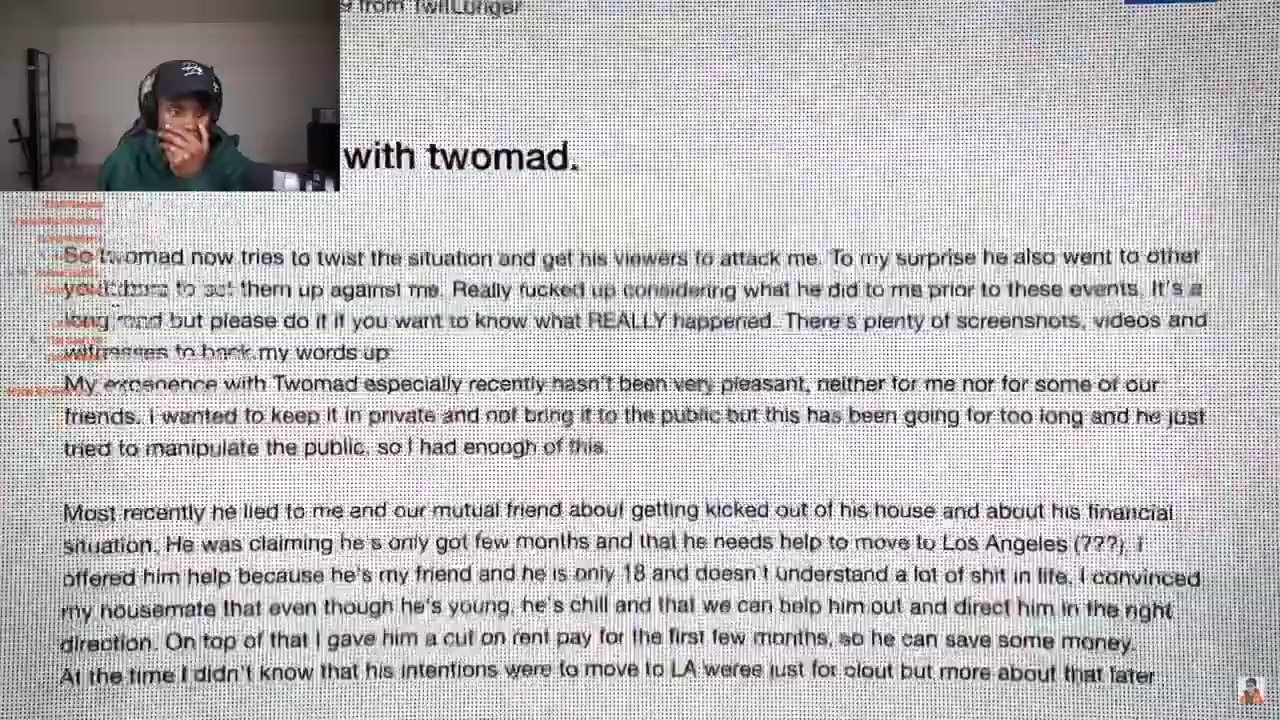 from TwitLonger
with twomad.
So twomad now tries to twist the situation and get his viewers to attack me. To my surprise he also went to other
to set them up against me. Really fucked up considering what he did to me prior to these events. It's a
long read but please do it if you want to know what REALLY happened. There's plenty of screenshots, videos and
witnesses to back my words up
My experience with Twomad especially recently hasn't been very pleasant, neither for me nor for some of our
friends. I wanted to keep it in private and not bring it to the public but this has been going for too long and he just
tried to manipulate the public, so I had enough of this.
Most recently he lied to me and our mutual friend about getting kicked out of his house and about his financial
situation. He was claiming he's only got few months and that he needs help to move to Los Angeles (???). I
offered him help because he's my friend and he is only 18 and doesn't understand a lot of shit in life. I convinced
my housemate that even though he's young, he's chill and that we can help him out and direct him in the right
direction. On top of that I gave him a cut on rent pay for the first few months, so he can save some money.
At the time I didn't know that his intentions were to move to LA weree just for clout but more about that later